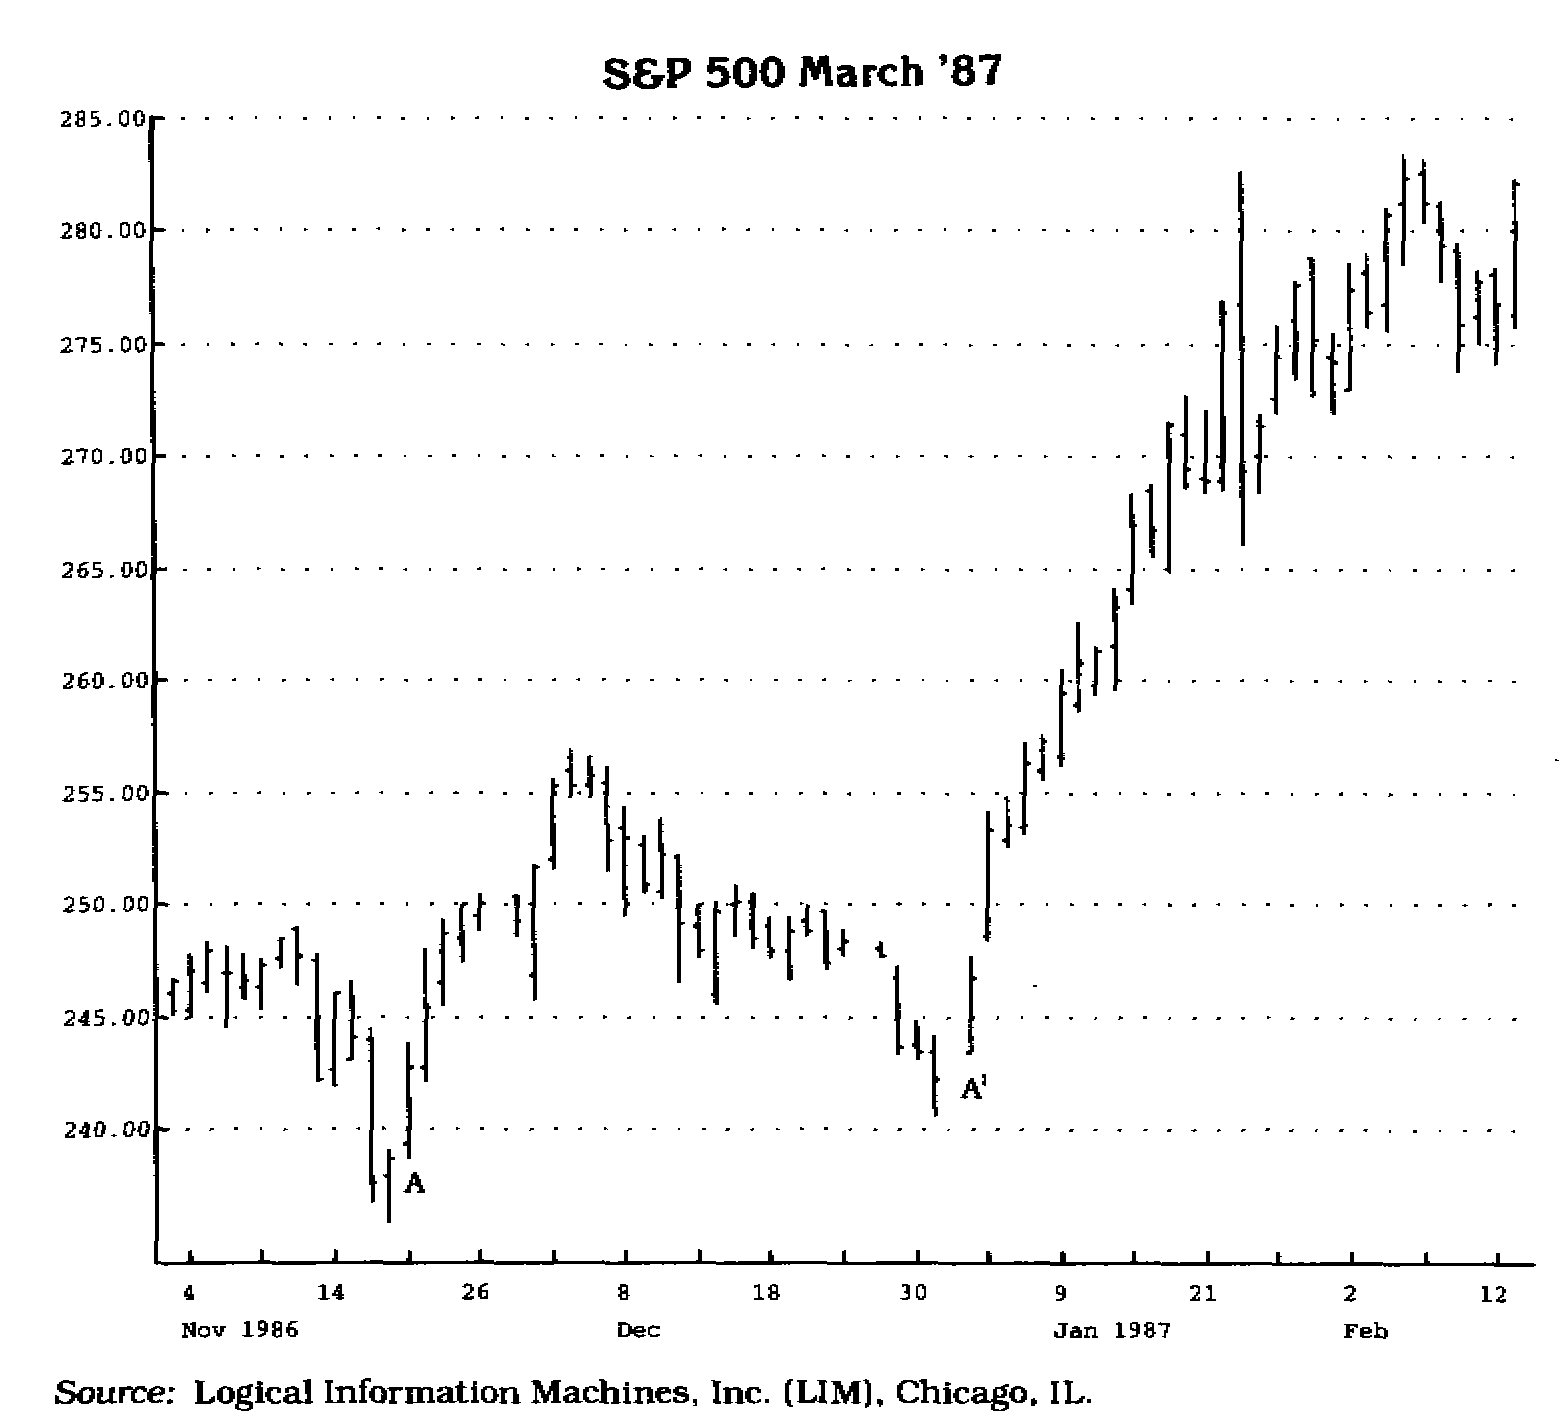 S&P 500 March '87
285.00
280.00
275.00
270.00
265.00
260.00
255.00
250.00
245.00
240.00
A
A'
4 14 26 8 18 30 9 21 2 12
Nov 1986 Dec Jan 1987 Feb
Source: Logical Information Machines, Inc. (LIM), Chicago, IL.